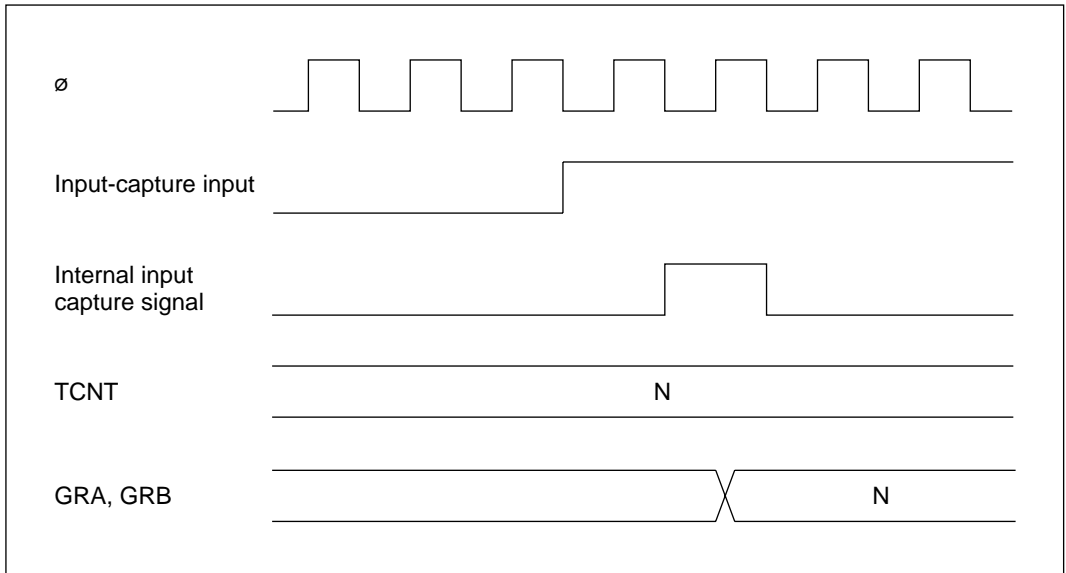 ø
Input-capture input
Internal input
capture signal
TCNT
N
GRA, GRB
N